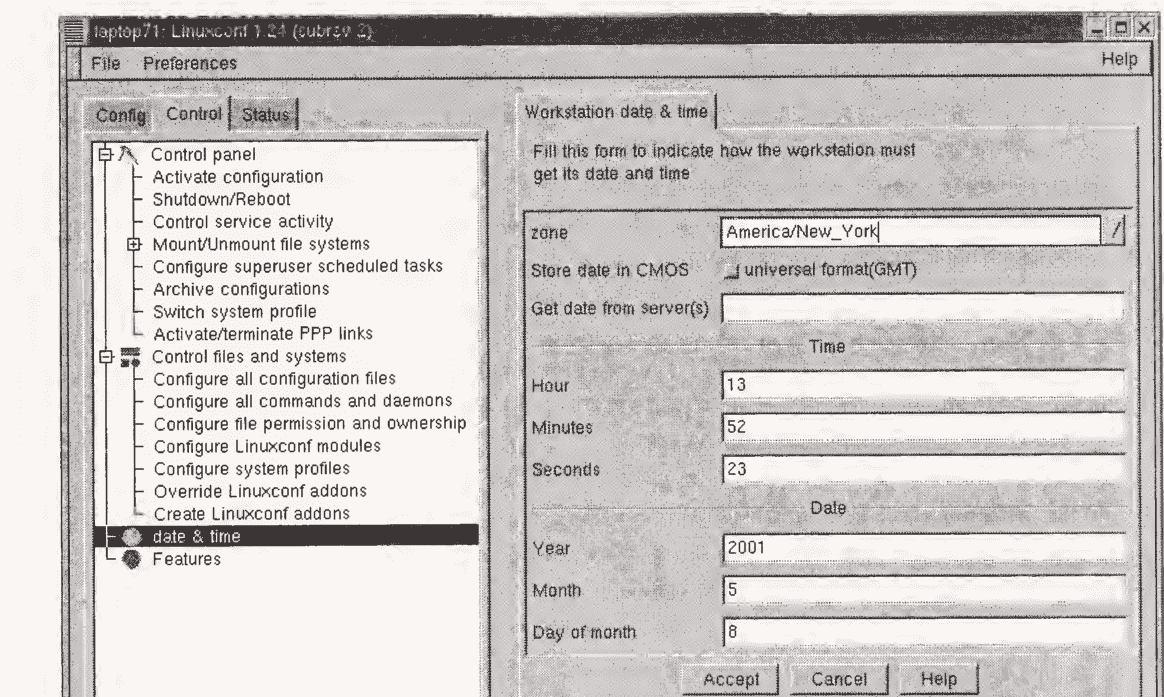 laptop71: Linuxconf 1.24 (subrev 2)
File Preferences Help
Config Control Status
Control panel
Activate configuration
Shutdown/Reboot
Control service activity
Mount/Unmount file systems
Configure superuser scheduled tasks
Archive configurations
Switch system profile
Activate/terminate PPP links
Control files and systems
Configure all configuration files
Configure all commands and daemons
Configure file permission and ownership
Configure Linuxconf modules
Configure system profiles
Override Linuxconf addons
Create Linuxconf addons
date & time
Features
Workstation date & time
Fill this form to indicate how the workstation must
get its date and time
zone America/New_York
Store date in CMOS universal format(GMT)
Get date from server(s)
Time
Hour 13
Minutes 52
Seconds 23
Date
Year 2001
Month 5
Day of month 8
Accept Cancel Help